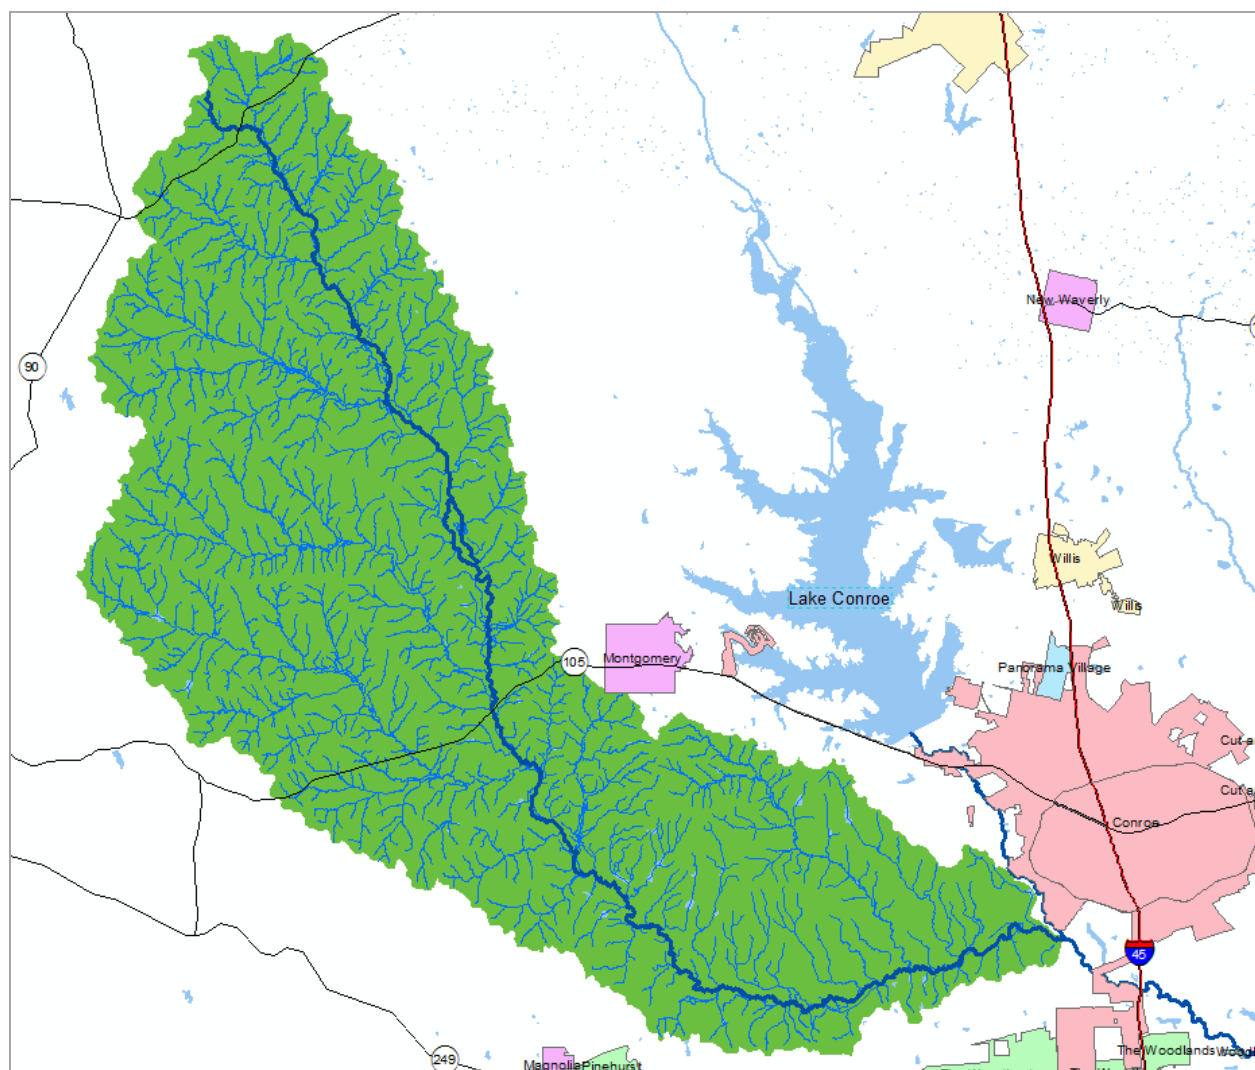 New Waverly
90
Willis
Lake Conroe
Willis
105
Montgomery
Panorama Village
Conroe
45
249
Magnolia
Pinehurst
The Woodlands